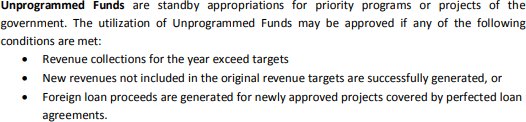 Unprogrammed Funds are standby appropriations for priority programs or projects of the
government. The utilization of Unprogrammed Funds may be approved if any of the following
conditions are met:
• Revenue collections for the year exceed targets
• New revenues not included in the original revenue targets are successfully generated, or
• Foreign loan proceeds are generated for newly approved projects covered by perfected loan
agreements.